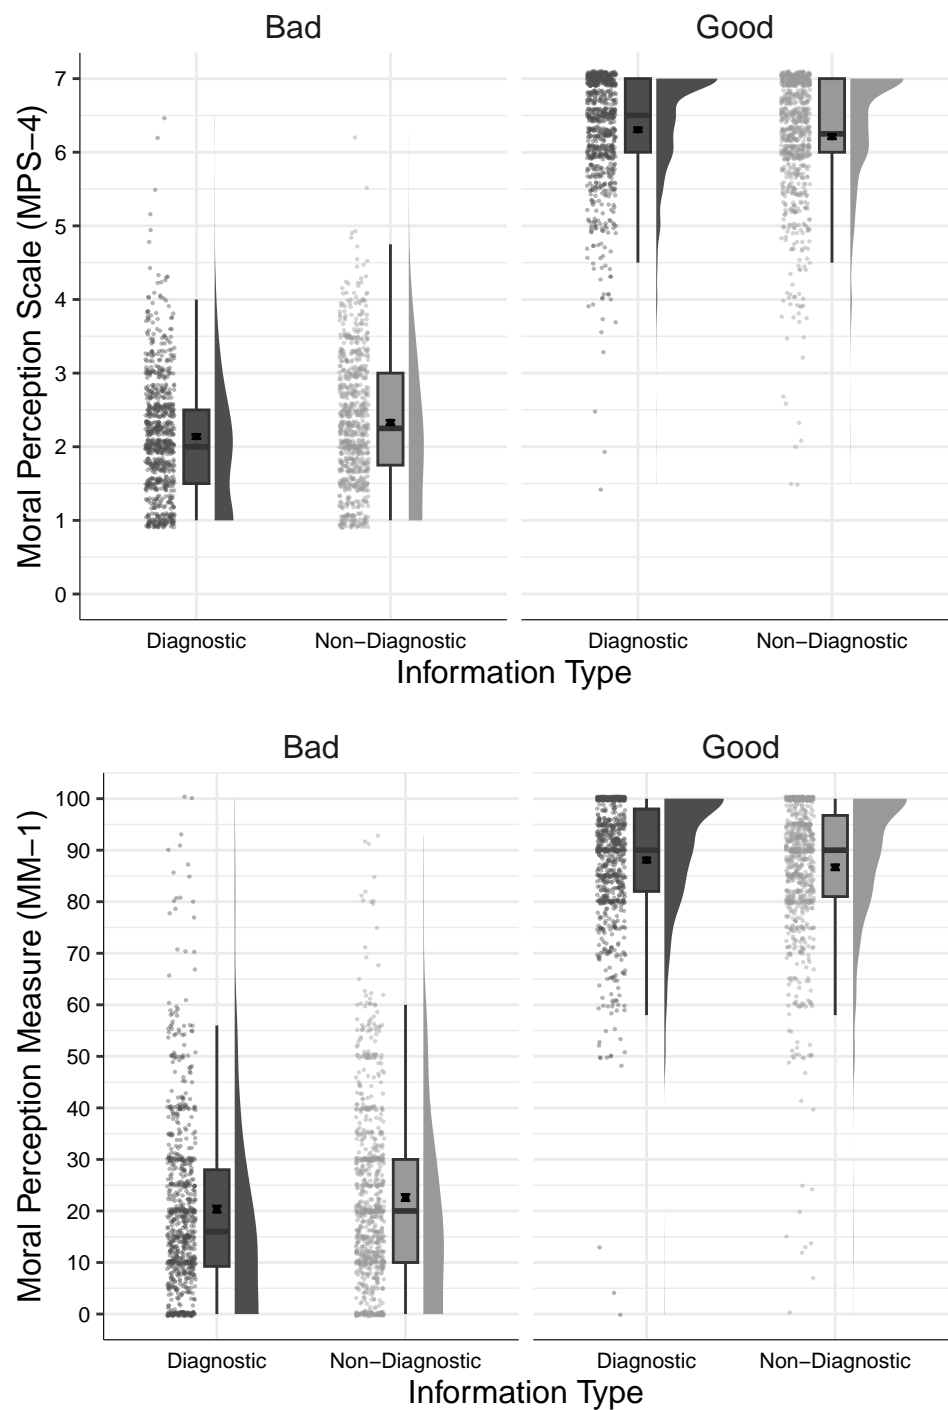 Bad Good
Moral Perception Scale (MPS−4)
7
6
5
4
3
2
1
0
Diagnostic Non−Diagnostic Diagnostic Non−Diagnostic
Information Type
Bad Good
Moral Perception Measure (MM−1)
100
90
80
70
60
50
40
30
20
10
0
Diagnostic Non−Diagnostic Diagnostic Non−Diagnostic
Information Type